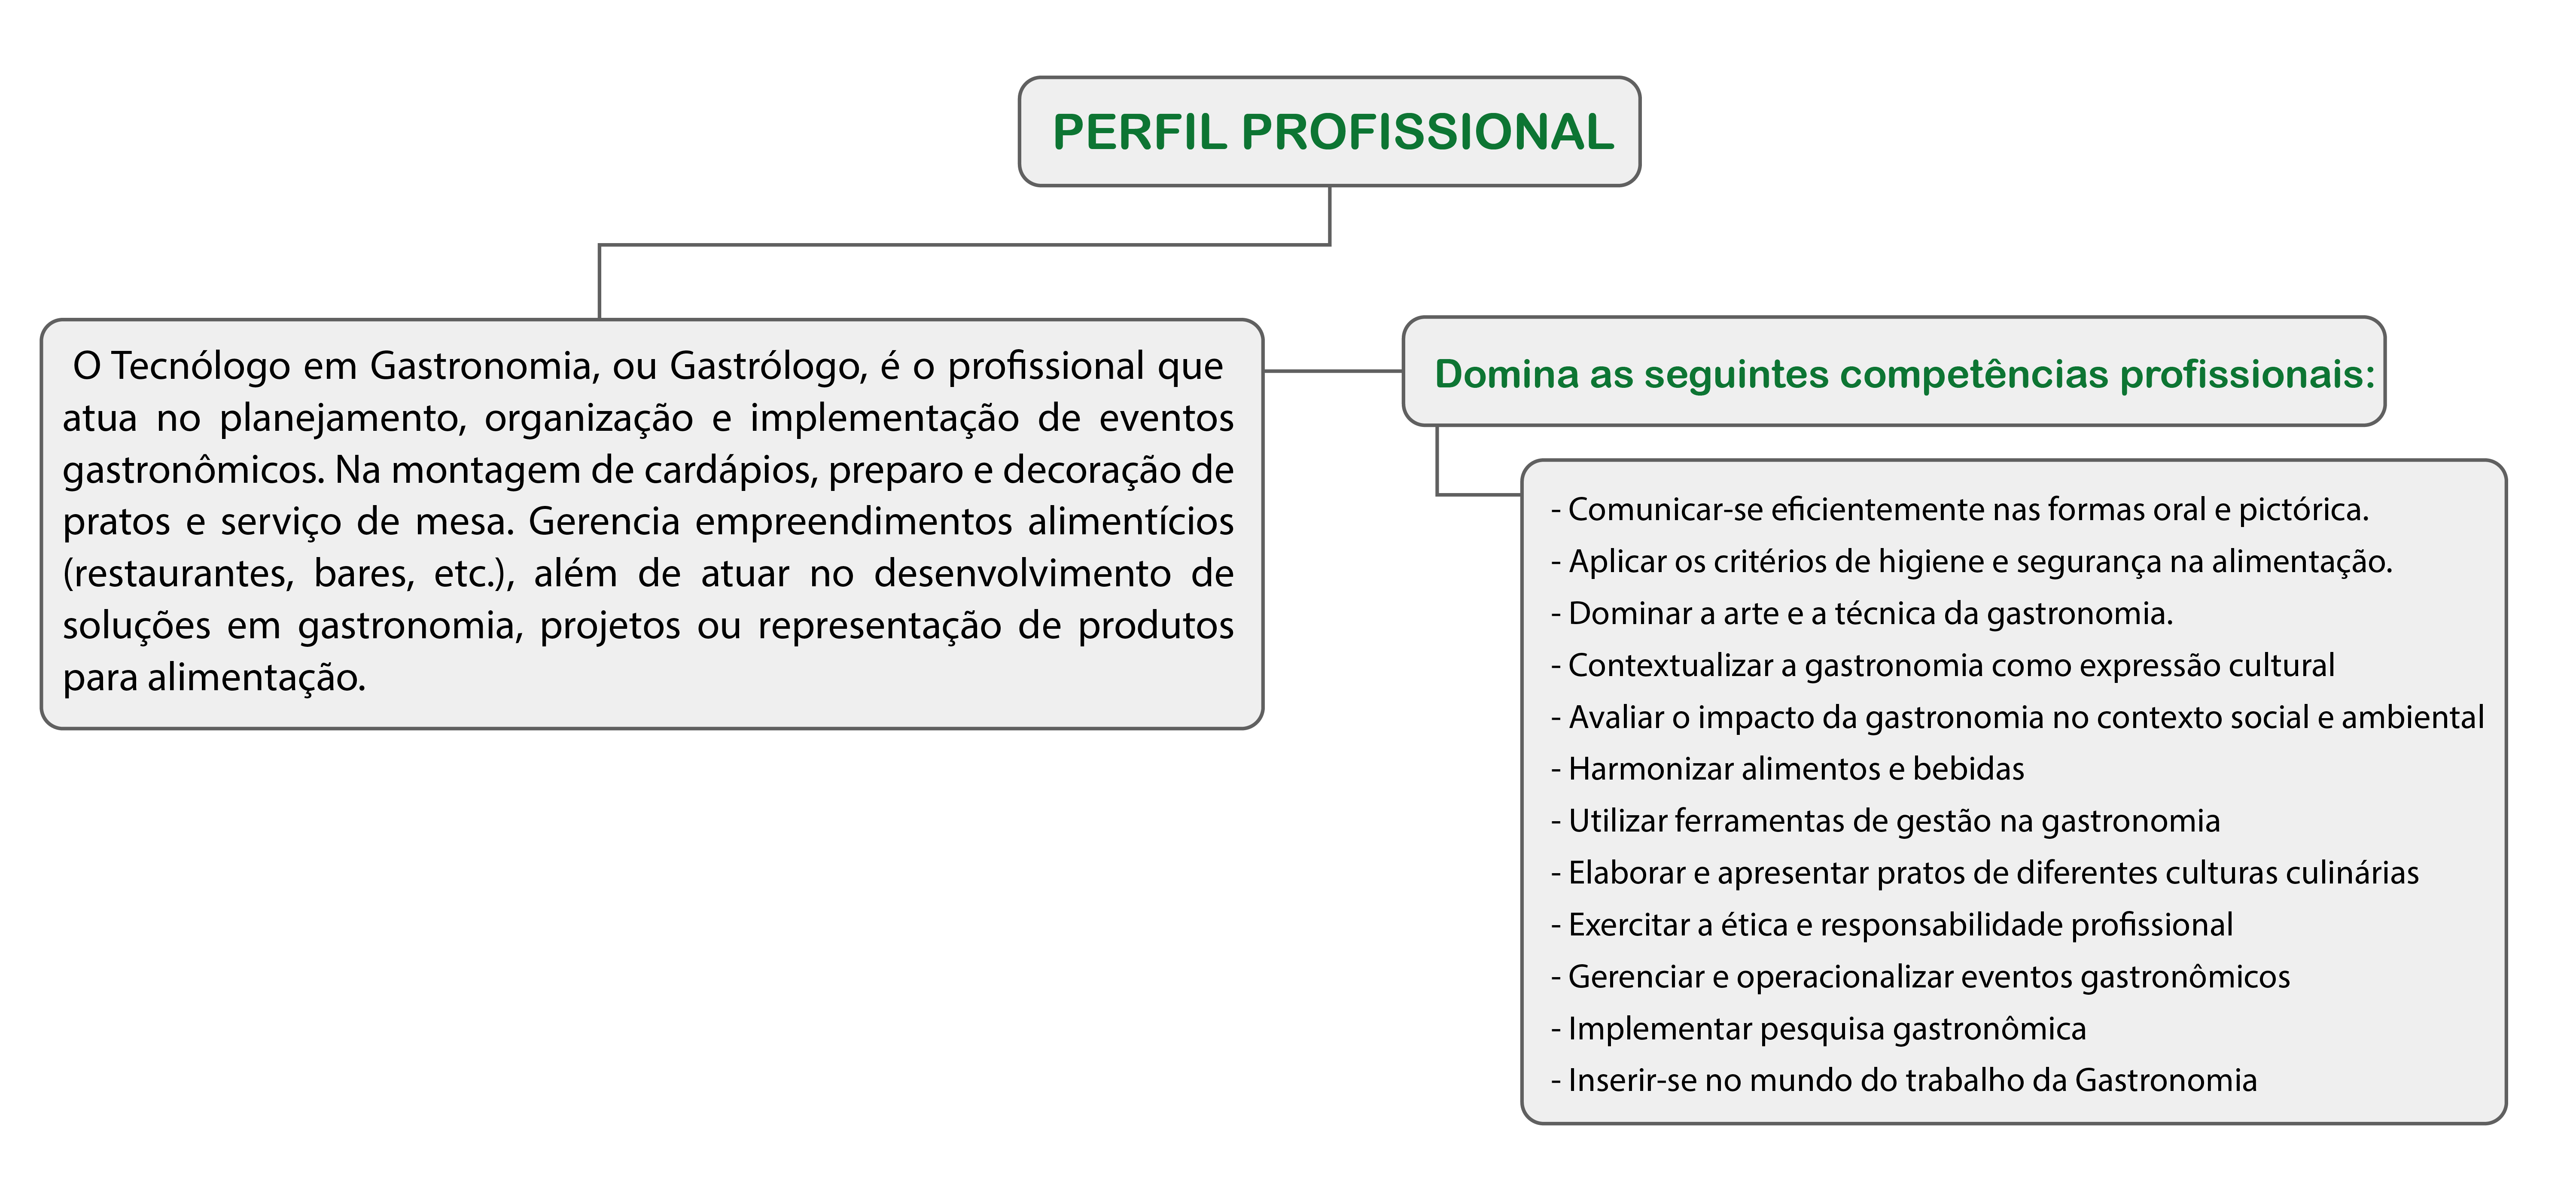 PERFIL PROFISSIONAL
O Tecnólogo em Gastronomia, ou Gastrólogo, é o profissional que
atua no planejamento, organização e implementação de eventos
gastronômicos. Na montagem de cardápios, preparo e decoração de
pratos e serviço de mesa. Gerencia empreendimentos alimentícios
(restaurantes, bares, etc.), além de atuar no desenvolvimento de
soluções em gastronomia, projetos ou representação de produtos
para alimentação.
Domina as seguintes competências profissionais:
- Comunicar-se eficientemente nas formas oral e pictórica.
- Aplicar os critérios de higiene e segurança na alimentação.
- Dominar a arte e a técnica da gastronomia.
- Contextualizar a gastronomia como expressão cultural
- Avaliar o impacto da gastronomia no contexto social e ambiental
- Harmonizar alimentos e bebidas
- Utilizar ferramentas de gestão na gastronomia
- Elaborar e apresentar pratos de diferentes culturas culinárias
- Exercitar a ética e responsabilidade profissional
- Gerenciar e operacionalizar eventos gastronômicos
- Implementar pesquisa gastronômica
- Inserir-se no mundo do trabalho da Gastronomia